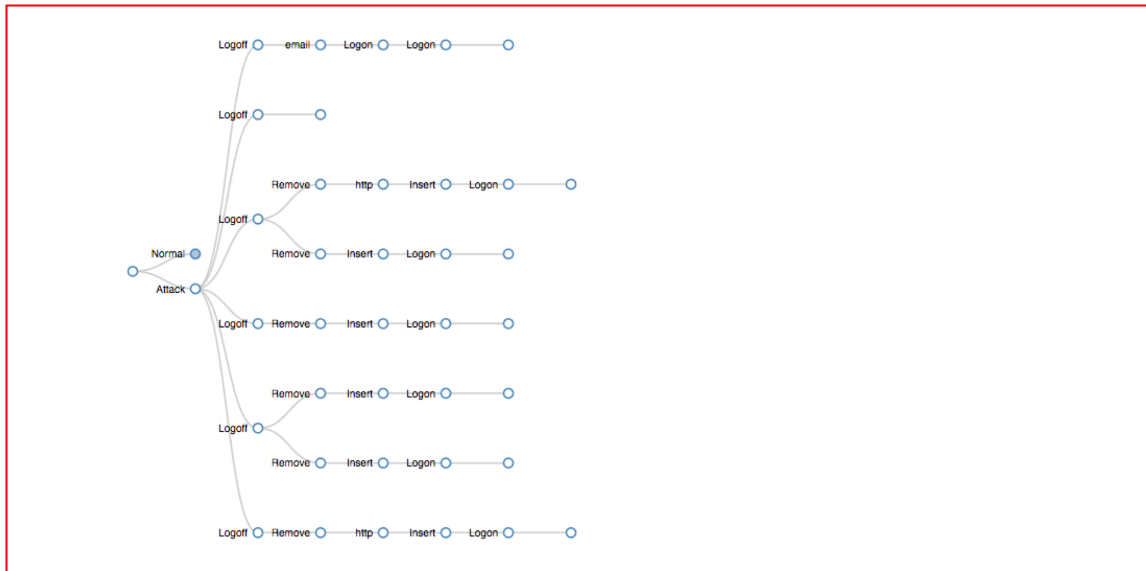 Logoff email Logon Logon
Logoff
Remove http Insert Logon
Logoff
Normal Remove Insert Logon
Attack
Logoff Remove Insert Logon
Remove Insert Logon
Logoff
Remove Insert Logon
Logoff Remove http Insert Logon